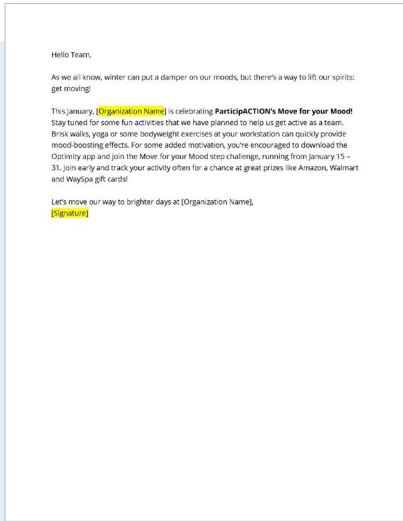 Hello Team,
As we all know, winter can put a damper on our moods, but there's a way to lift our spirits:
get moving!
This January, [Organization Name] is celebrating ParticipACTION's Move for your Mood!
Stay tuned for some fun activities that we have planned to help us get active as a team.
Brisk walks, yoga or some bodyweight exercises at your workstation can quickly provide
mood-boosting effects. For some added motivation, you're encouraged to download the
Optimity app and join the Move for your Mood step challenge, running from January 15 –
31. Join early and track your activity often for a chance at great prizes like Amazon, Walmart
and WaySpa gift cards!
Let's move our way to brighter days at [Organization Name],
[Signature]